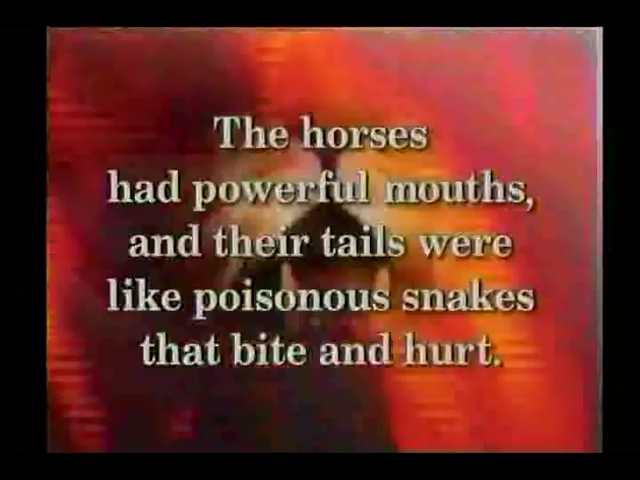 The horses
had powerful mouths,
and their tails were
like poisonous snakes
that bite and hurt.